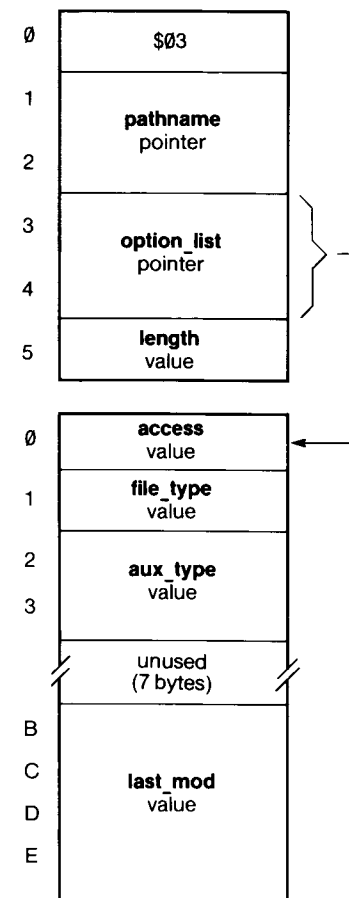 Ø
$Ø3
1
pathname
pointer
2
3
option_list
pointer
4
5
length
value
Ø
access
value
1
file_type
value
2
aux_type
value
3
unused
(7 bytes)
B
C
last_mod
value
D
E